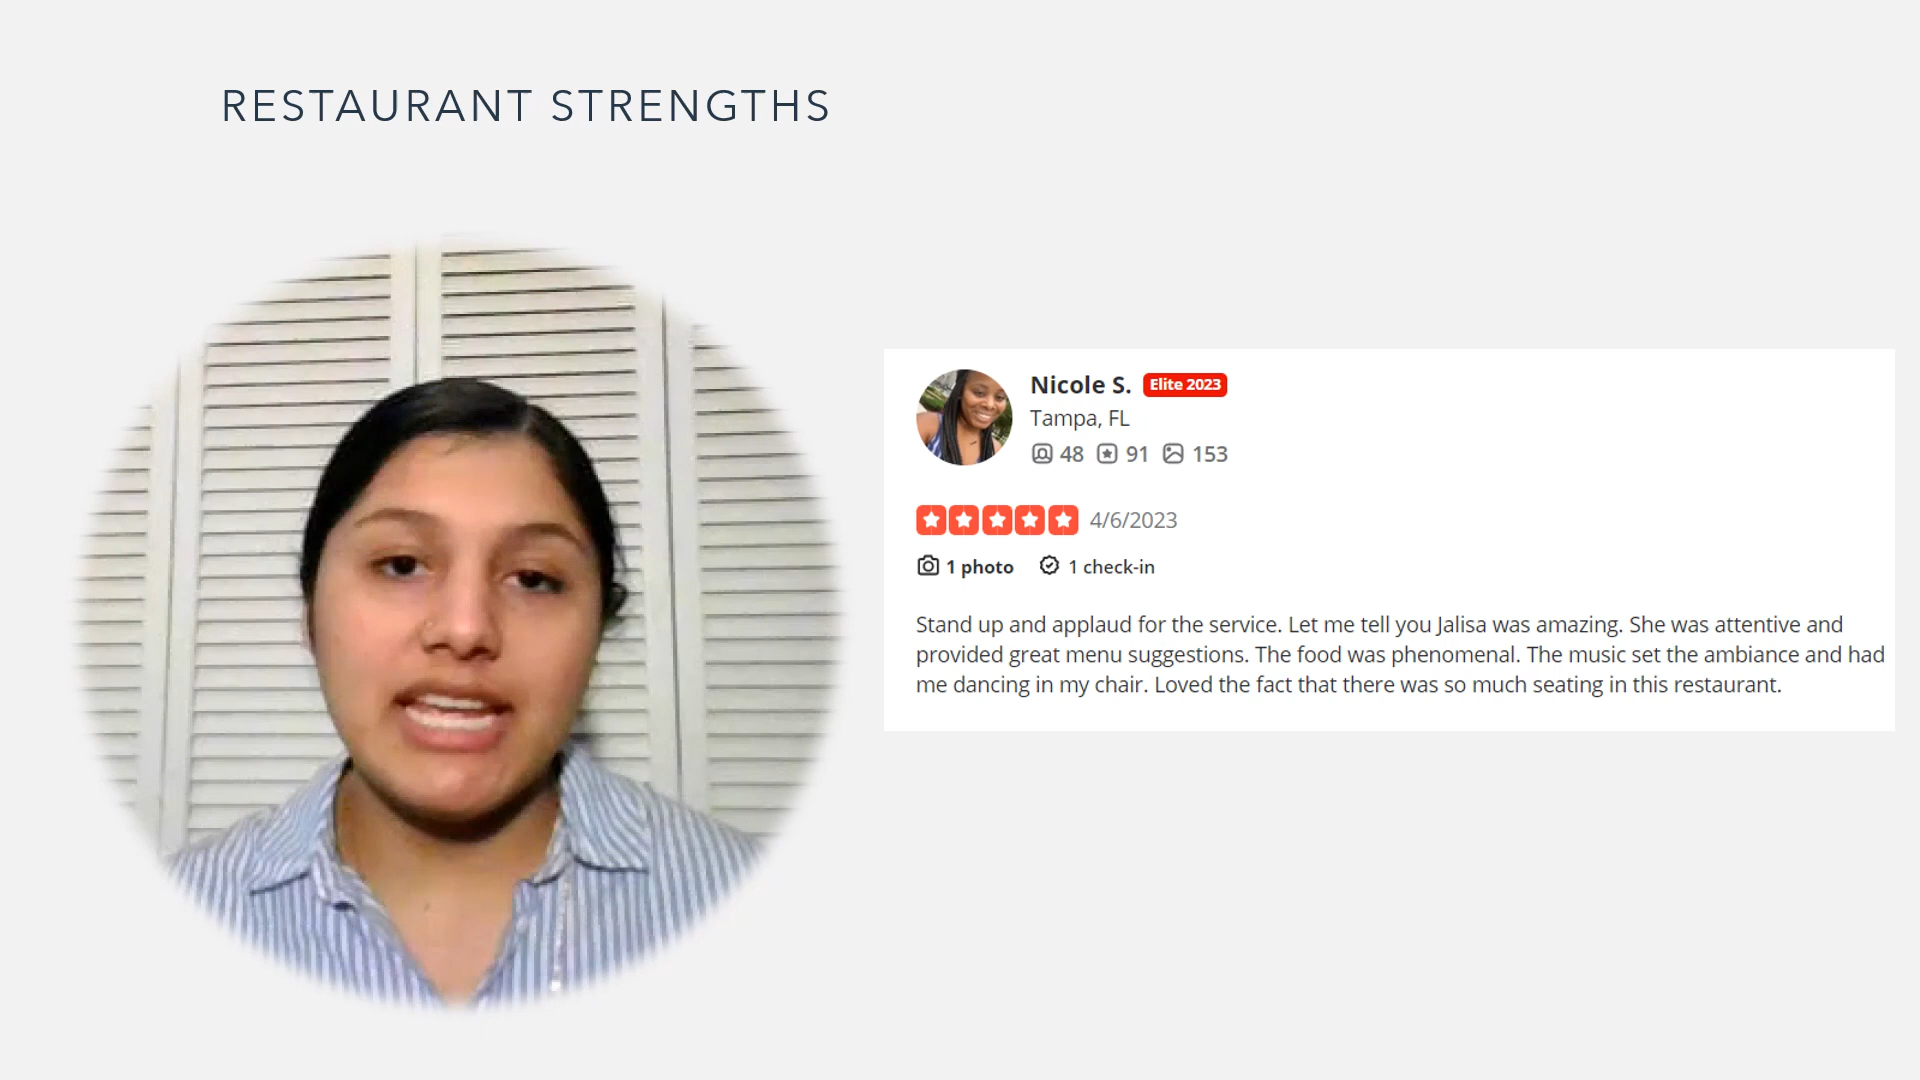 RESTAURANT STRENGTHS
Nicole S. Elite 2023
Tampa, FL
48 91 153
4/6/2023
1 photo 1 check-in
Stand up and applaud for the service. Let me tell you Jalisa was amazing. She was attentive and
provided great menu suggestions. The food was phenomenal. The music set the ambiance and had
me dancing in my chair. Loved the fact that there was so much seating in this restaurant.